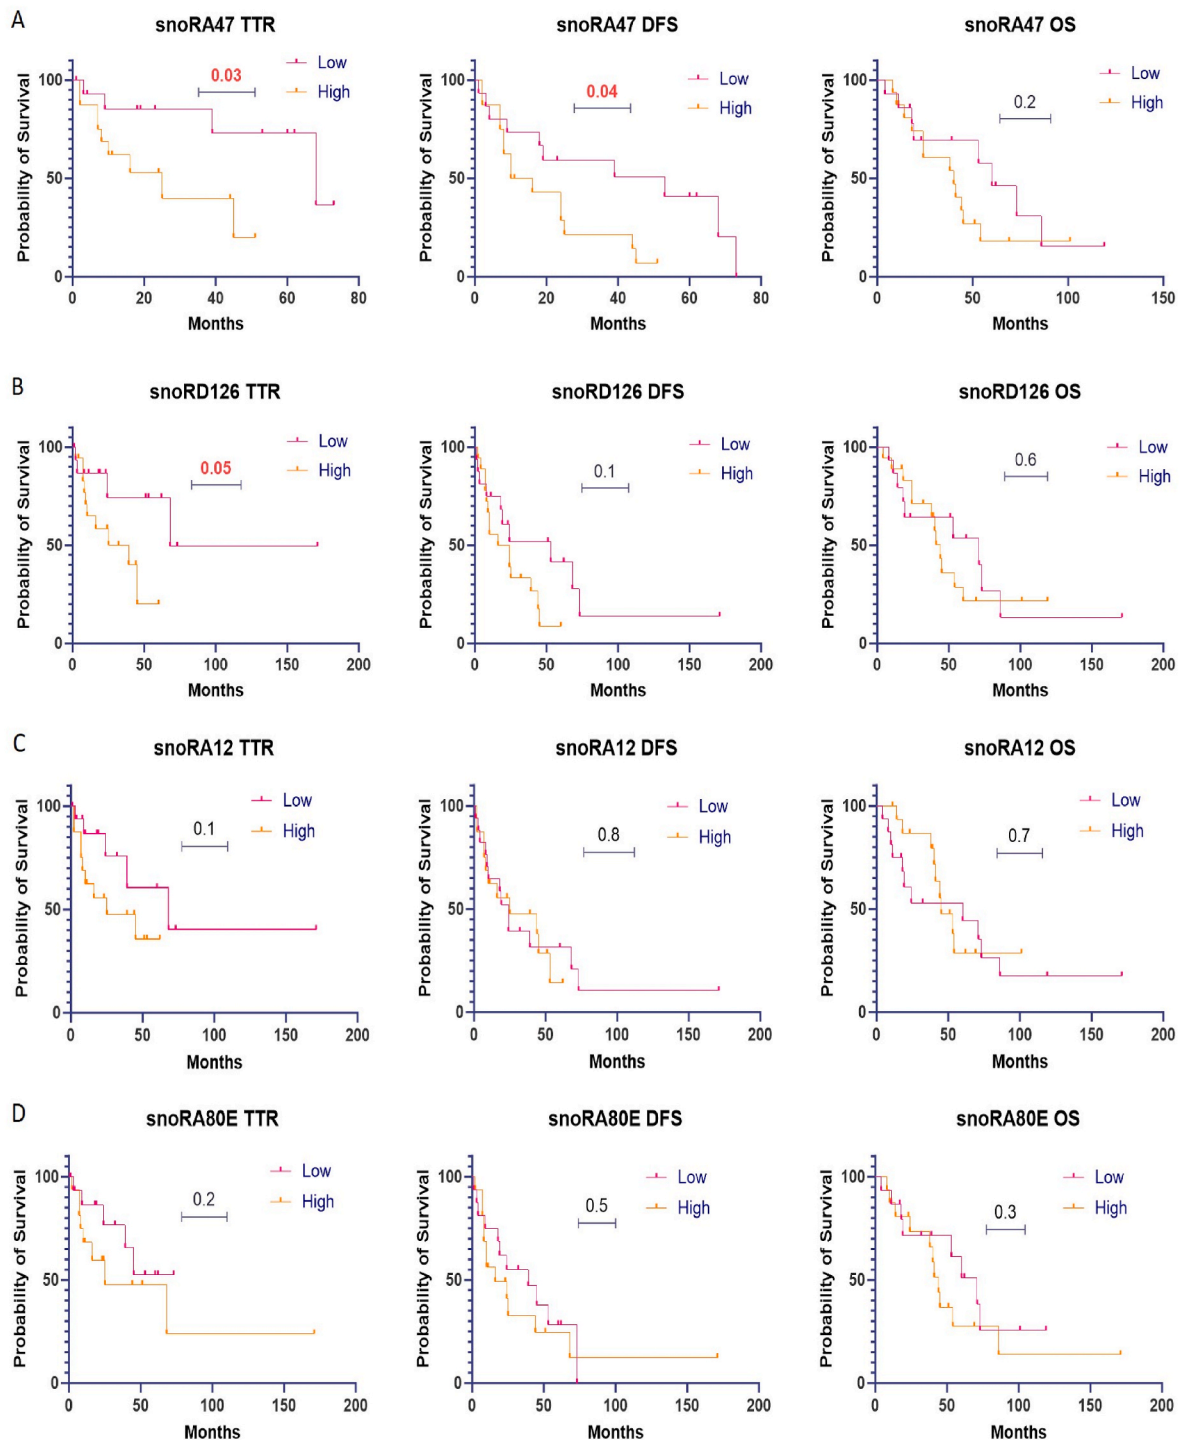 A
snoRA47 TTR
snoRA47 DFS
snoRA47 OS
Probability of Survival
100
50
0
0 20 40 60 80
Months
0.03
Low
High
Probability of Survival
100
50
0
0 20 40 60 80
Months
0.04
Low
High
Probability of Survival
100
50
0
0 50 100 150
Months
0.2
Low
High
B
snoRD126 TTR
snoRD126 DFS
snoRD126 OS
Probability of Survival
100
50
0
0 50 100 150 200
Months
0.05
Low
High
Probability of Survival
100
50
0
0 50 100 150 200
Months
0.1
Low
High
Probability of Survival
100
50
0
0 50 100 150 200
Months
0.6
Low
High
C
snoRA12 TTR
snoRA12 DFS
snoRA12 OS
Probability of Survival
100
50
0
0 50 100 150 200
Months
0.1
Low
High
Probability of Survival
100
50
0
0 50 100 150 200
Months
0.8
Low
High
Probability of Survival
100
50
0
0 50 100 150 200
Months
0.7
Low
High
D
snoRA80E TTR
snoRA80E DFS
snoRA80E OS
Probability of Survival
100
50
0
0 50 100 150 200
Months
0.2
Low
High
Probability of Survival
100
50
0
0 50 100 150 200
Months
0.5
Low
High
Probability of Survival
100
50
0
0 50 100 150 200
Months
0.3
Low
High